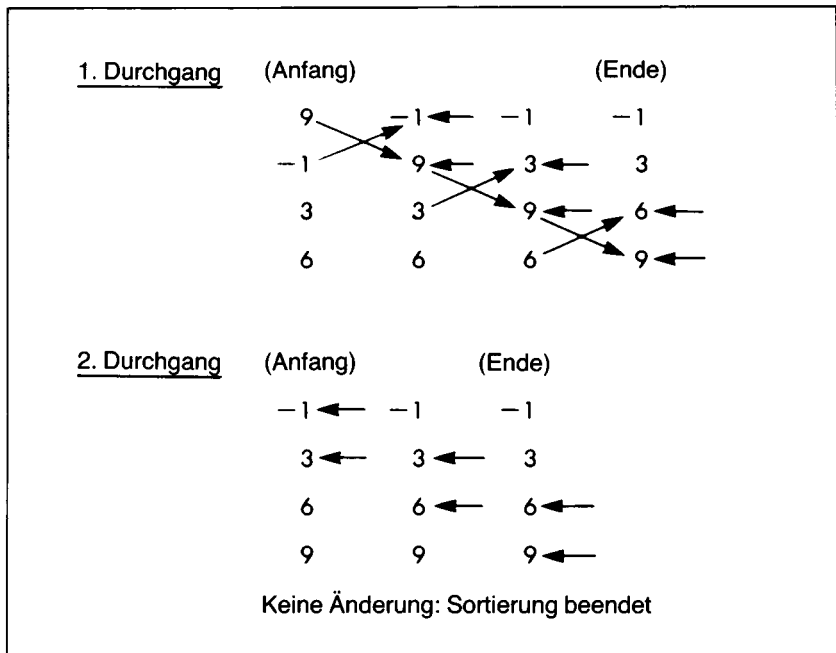 1. Durchgang (Anfang) (Ende)
9 −1 −1 −1
−1 9 3 3
3 3 9 6
6 6 6 9
2. Durchgang (Anfang) (Ende)
−1 −1 −1
3 3 3
6 6 6
9 9 9
Keine Änderung: Sortierung beendet